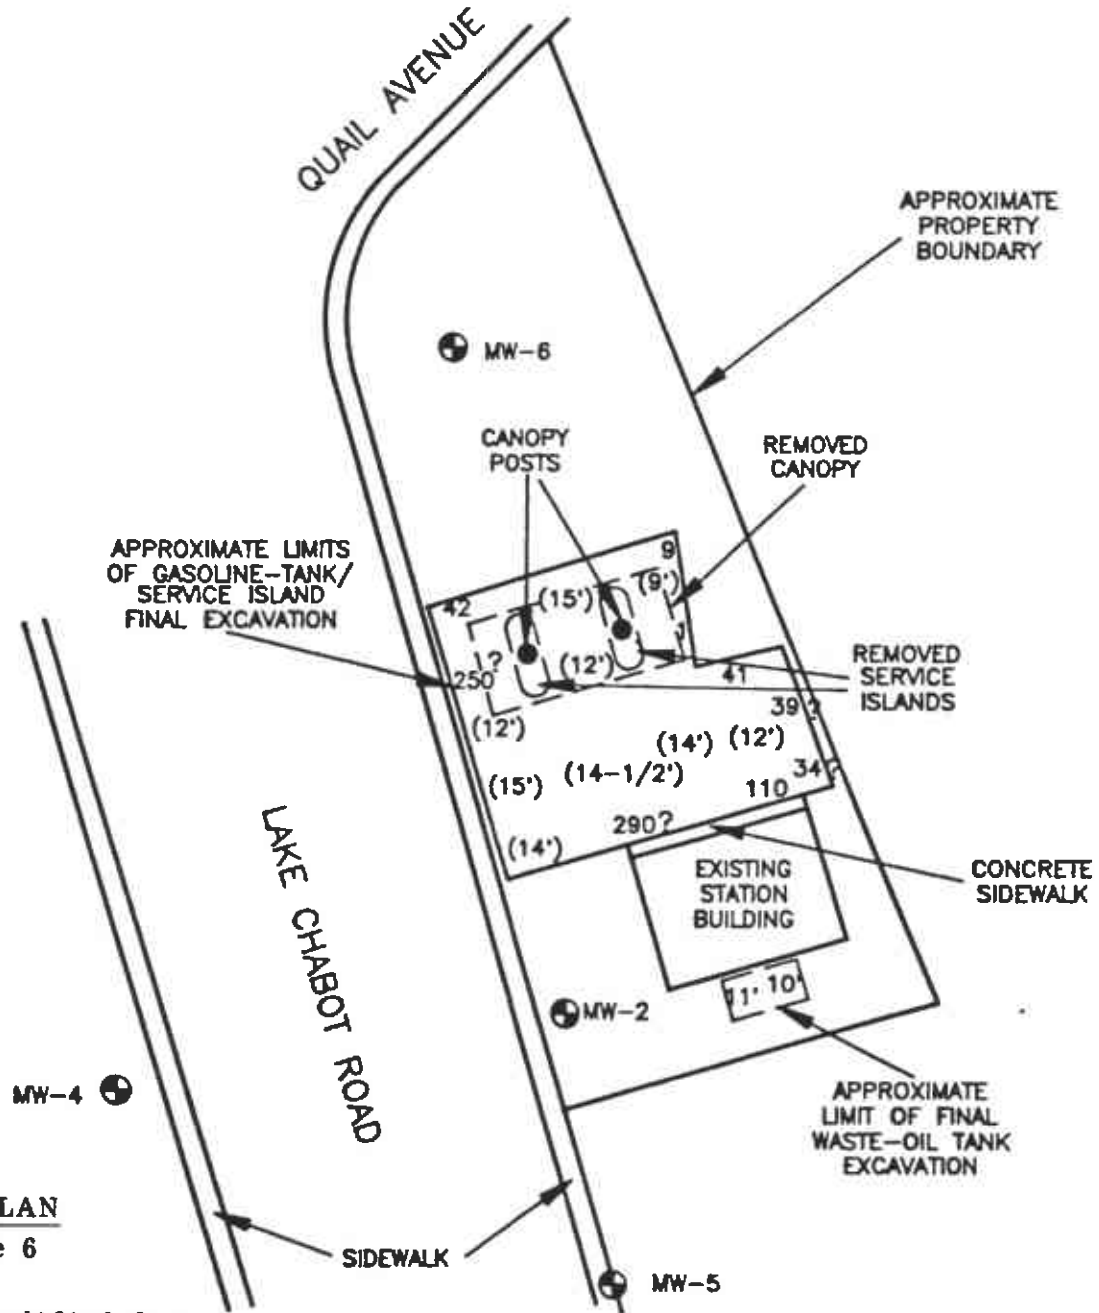 QUAIL AVENUE
APPROXIMATE
PROPERTY
BOUNDARY
MW-6
CANOPY
POSTS
REMOVED
CANOPY
APPROXIMATE LIMITS
OF GASOLINE-TANK/
SERVICE ISLAND
FINAL EXCAVATION
9
42
(15')
(9')
250?
(12')
41
REMOVED
SERVICE
ISLANDS
(12')
39?
(14')
(12')
(15')
(14-1/2')
34?
110
290?
(14')
LAKE CHABOT ROAD
EXISTING
STATION
BUILDING
CONCRETE
SIDEWALK
11' 10'
MW-2
MW-4
APPROXIMATE
LIMIT OF FINAL
WASTE-OIL TANK
EXCAVATION
LAN
6
SIDEWALK
MW-5